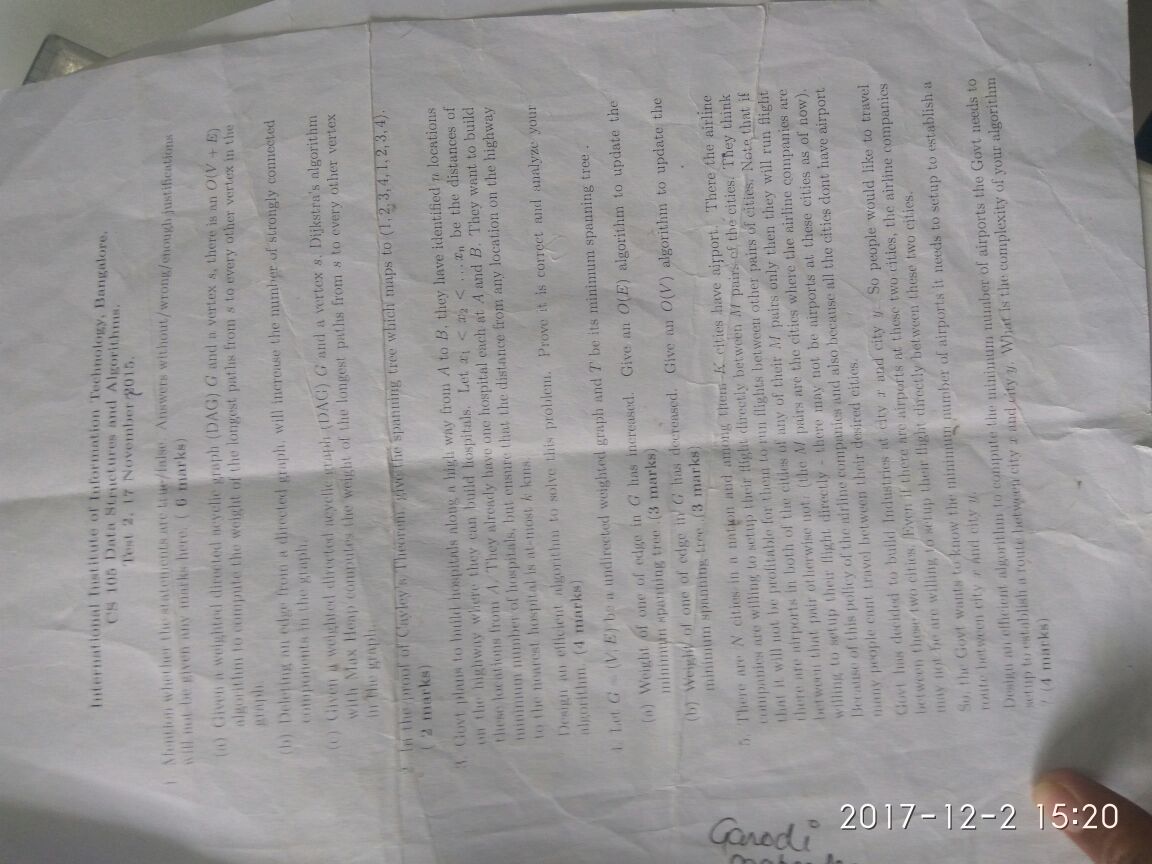 International Institute of Information Technology, Bangalore.
CS 105 Data Structures and Algorithms.
Test 2, 17 November 2015.
1. Mention whether the statements are true/false. Answers without/wrong/enough justifications
will not be given any marks here. ( 6 marks)
(a) Given a weighted directed acyclic graph (DAG) G and a vertex s, there is an O(V + E)
algorithm to compute the weight of the longest paths from s to every other vertex in the
graph.
(b) Deleting an edge from a directed graph, will increase the number of strongly connected
components in the graph.
(c) Given a weighted directed acyclic graph (DAG) G and a vertex s, Dijkstra's algorithm
with Max Heap computes the weight of the longest paths from s to every other vertex
in the graph.
2. In the proof of Cayley's Theorem, give the spanning tree which maps to (1, 2, 3, 4, 1, 2, 3, 4).
( 2 marks)
3. Govt plans to build hospitals along a high way from A to B, they have identified n locations
on the highway where they can build hospitals. Let x1 < x2 < ...xn be the distances of
these locations from A. They already have one hospital each at A and B. They want to build
minimum number of hospitals, but ensure that the distance from any location on the highway
to the nearest hospital is at-most k kms.
Design an efficient algorithm to solve this problem. Prove it is correct and analyze your
algorithm. (4 marks)
4. Let G = (V, E) be a undirected weighted graph and T be its minimum spanning tree .
(a) Weight of one of edge in G has increased. Give an O(E) algorithm to update the
minimum spanning tree .(3 marks)
(b) Weight of one of edge in G has decreased. Give an O(V) algorithm to update the
minimum spanning tree .(3 marks)
5. There are N cities in a nation and among them K cities have airport. There the airline
companies are willing to setup their flight directly between M pairs of the cities. They think
that it will not be profitable for them to run flights between other pairs of cities. Note that if
there are airports in both of the cities of any of their M pairs only then they will run flight
between that pair otherwise not. (the M pairs are the cities where the airline companies are
willing to setup their flight directly - there may not be airports at these cities as of now).
Because of this policy of the airline companies and also because all the cities dont have airport
many people cant travel between their desired cities.
Govt has decided to build Industries at city x and city y. So people would like to travel
between these two cities. Even if there are airports at these two cities, the airline companies
may not be are willing to setup their flight directly between these two cities.
So, the Govt wants to know the minimum number of airports it needs to setup to establish a
route between city x and city y.
Design an efficient algorithm to compute the minimum number of airports the Govt needs to
setup to establish a route between city x and city y. What is the complexity of your algorithm
? (4 marks)
2017-12-2 15:20